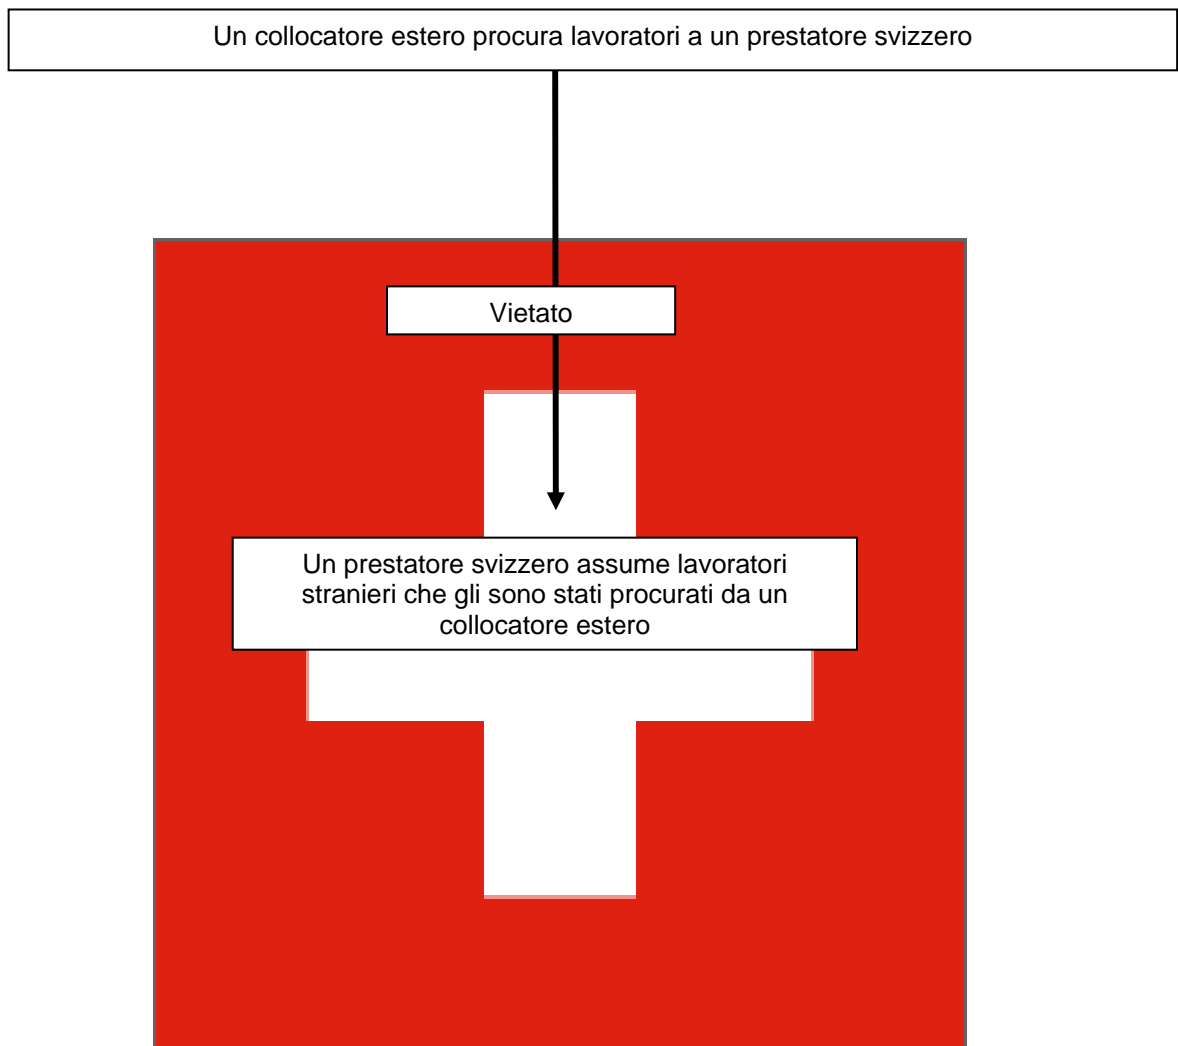 Un collocatore estero procura lavoratori a un prestatore svizzero
Vietato
Un prestatore svizzero assume lavoratori
stranieri che gli sono stati procurati da un
collocatore estero